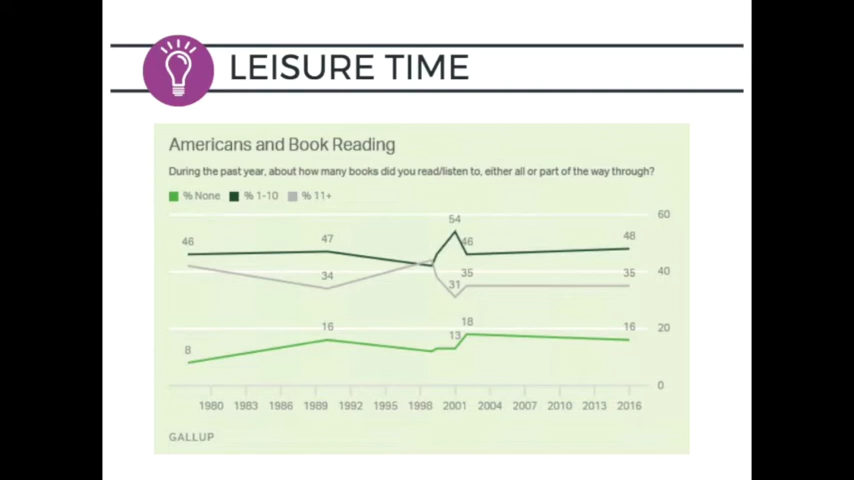 LEISURE TIME
Americans and Book Reading
During the past year, about how many books did you read/listen to, either all or part of the way through?
% None % 1-10 % 11+
60
54
46 47 46 48
40
34 35 35
31
20
16 18 16
13
8
0
1980 1983 1986 1989 1992 1995 1998 2001 2004 2007 2010 2013 2016
GALLUP